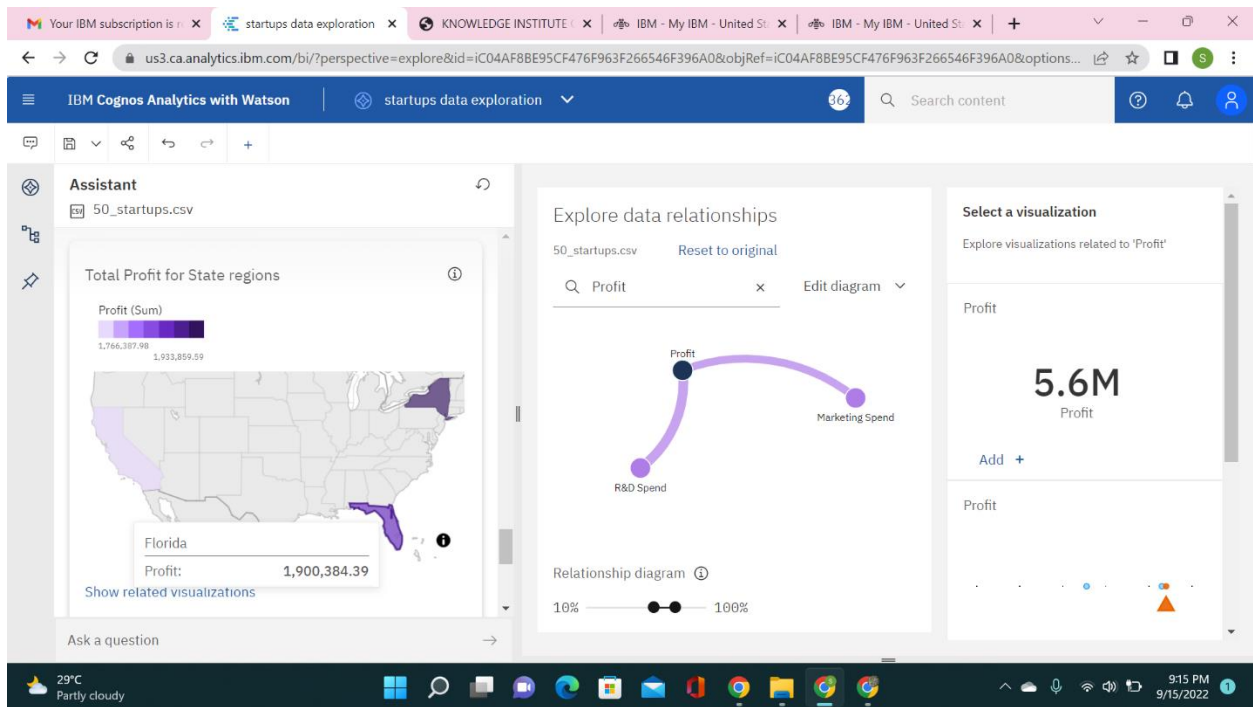 Your IBM subscription is r
startups data exploration
KNOWLEDGE INSTITUTE
IBM - My IBM - United St
IBM - My IBM - United St
us3.ca.analytics.ibm.com/bi/?perspective=explore&id=iC04AF8BE95CF476F963F266546F396A0&objRef=iC04AF8BE95CF476F963F266546F396A0&options...
S
IBM Cognos Analytics with Watson
startups data exploration
362
Search content
Assistant
csv 50_startups.csv
Total Profit for State regions
Profit (Sum)
1,766,387.98
1,933,859.59
Florida
Profit: 1,900,384.39
Show related visualizations
Ask a question
Explore data relationships
50_startups.csv Reset to original
Profit
Edit diagram
Profit
Marketing Spend
R&D Spend
Relationship diagram
10% 100%
Select a visualization
Explore visualizations related to 'Profit'
Profit
5.6M
Profit
Add +
Profit
29°C
Partly cloudy
9:15 PM
9/15/2022
1